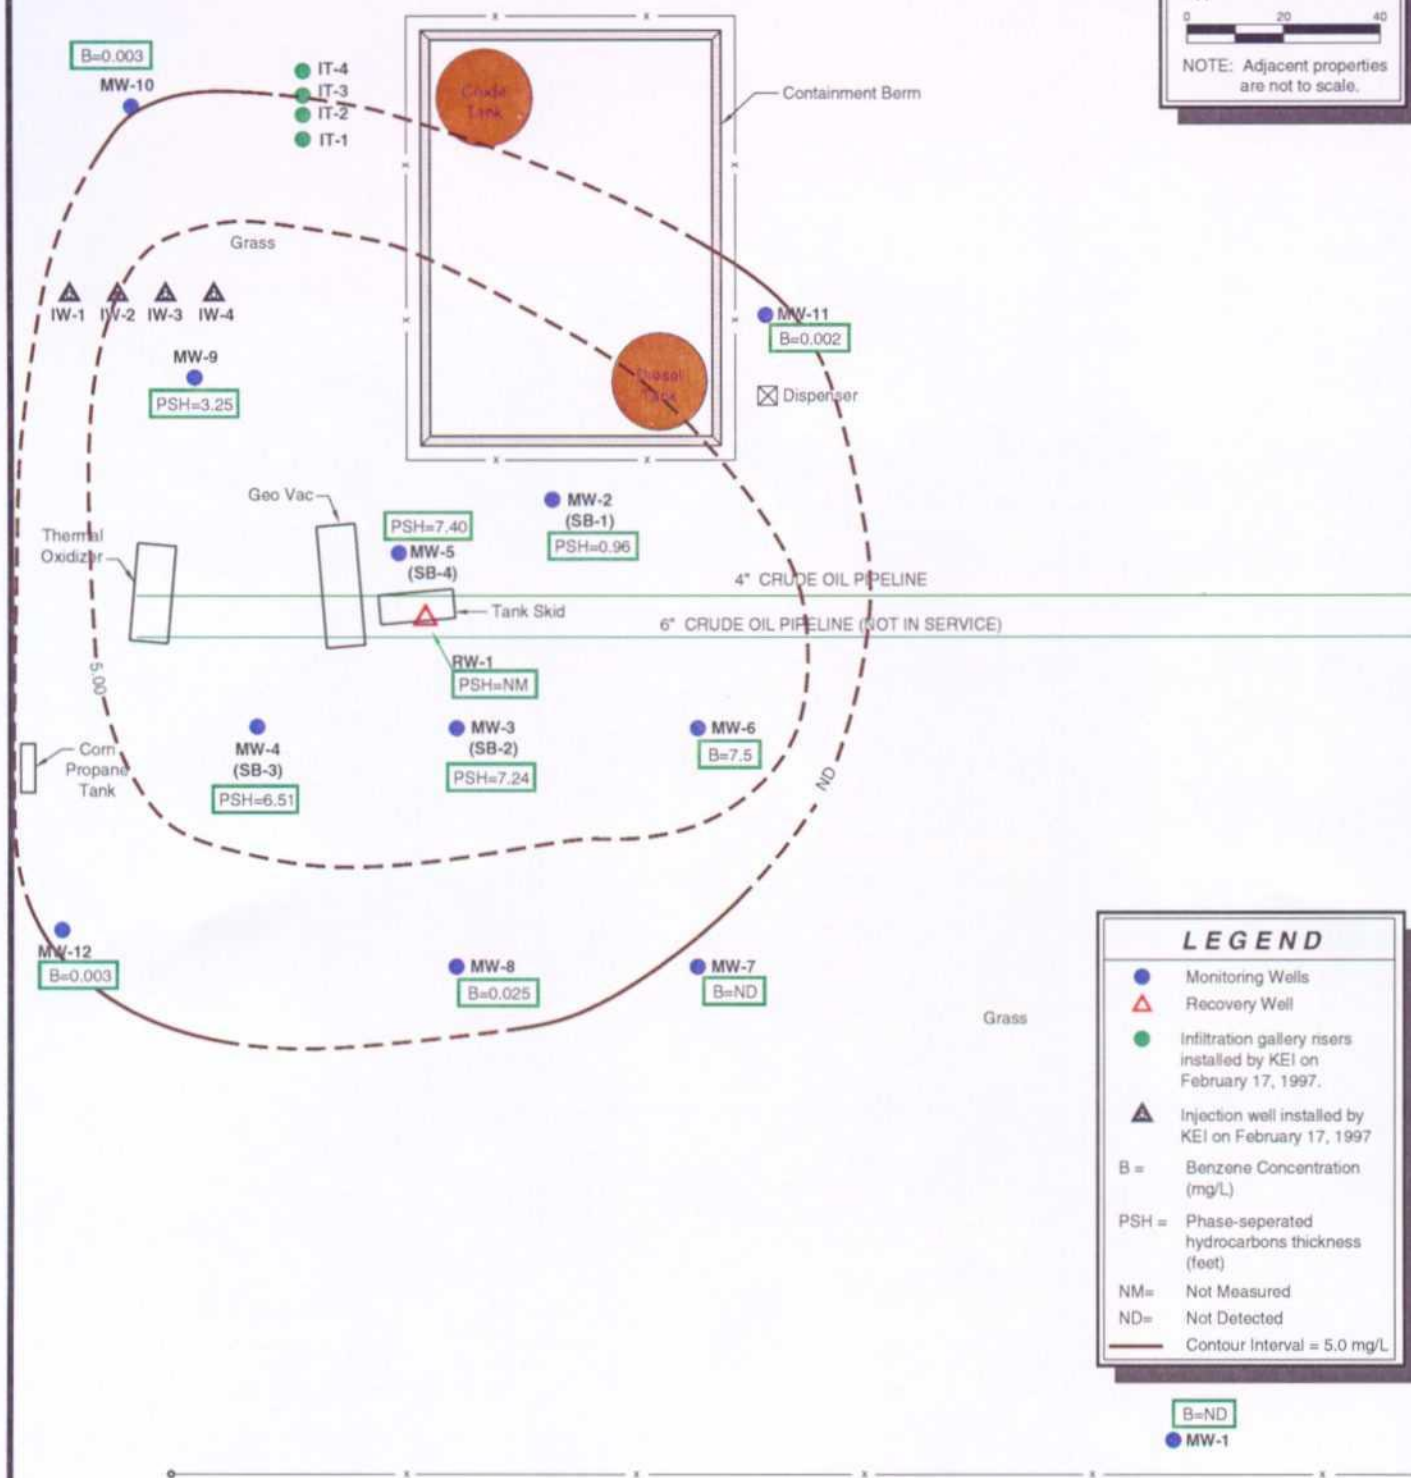 0 20 40
NOTE: Adjacent properties
are not to scale.
B=0.003
MW-10
IT-4
IT-3
IT-2
IT-1
Crude
Tank
Containment Berm
Grass
IW-1 IW-2 IW-3 IW-4
MW-9
PSH=3.25
MW-11
B=0.002
Diesel
Tank
Dispenser
Geo Vac
MW-2
(SB-1)
PSH=0.96
PSH=7.40
MW-5
(SB-4)
Thermal
Oxidizer
4" CRUDE OIL PIPELINE
Tank Skid
6" CRUDE OIL PIPELINE (NOT IN SERVICE)
RW-1
PSH=NM
5.00
MW-4
(SB-3)
PSH=6.51
MW-3
(SB-2)
PSH=7.24
MW-6
B=7.5
Corn
Propane
Tank
ND
MW-12
B=0.003
MW-8
B=0.025
MW-7
B=ND
Grass
LEGEND
Monitoring Wells
Recovery Well
Infiltration gallery risers
installed by KEI on
February 17, 1997.
Injection well installed by
KEI on February 17, 1997
B = Benzene Concentration
(mg/L)
PSH = Phase-seperated
hydrocarbons thickness
(feet)
NM= Not Measured
ND= Not Detected
Contour Interval = 5.0 mg/L
B=ND
MW-1